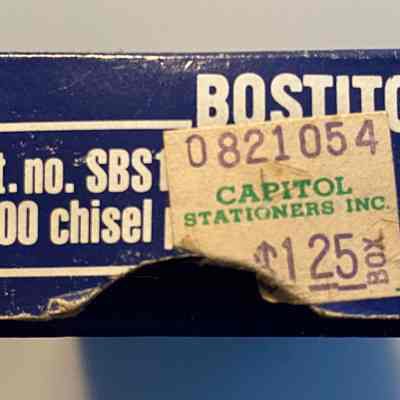 BOSTITC
0821054
t. no. SBS1
CAPITOL
STATIONERS INC.
00 chisel
$1.25 BOX